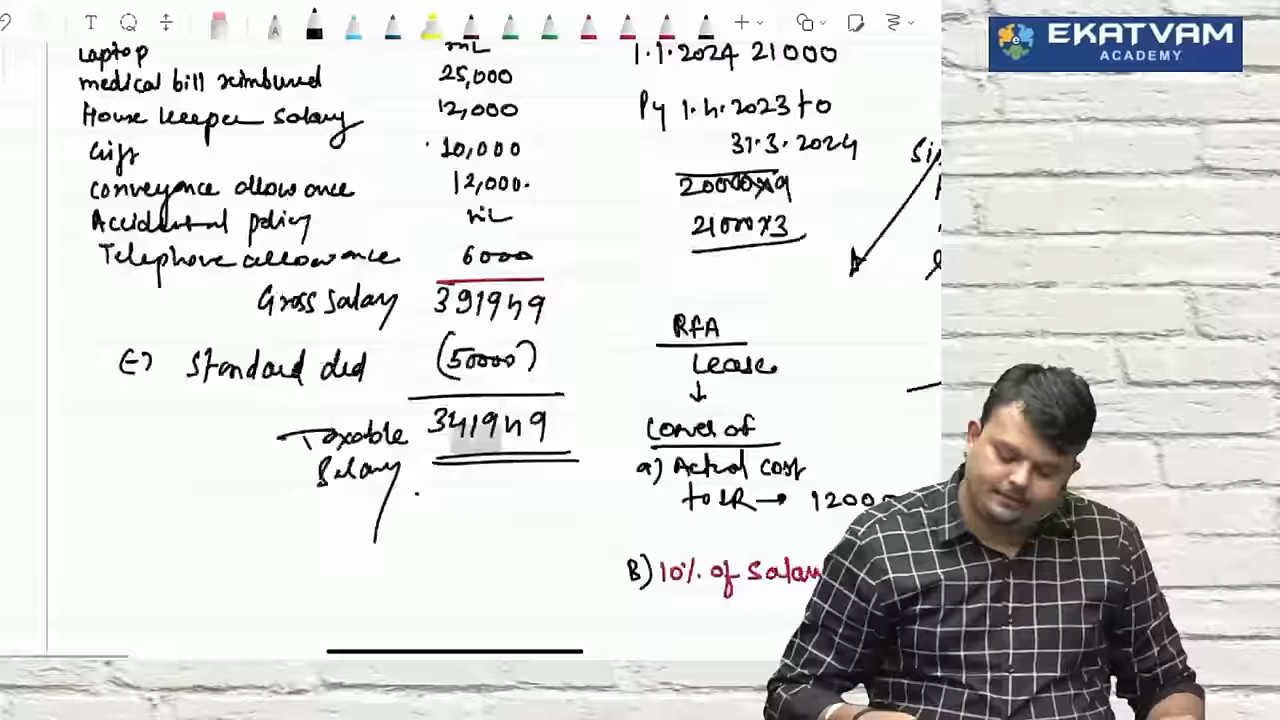 EKATVAM
ACADEMY
Laptop nil
medical bill reimbursed 25,000
House keeper salary 12,000
Gift 10,000
conveyance allowance 12,000.
Accidental policy nil
Telephone allowance 6000
Gross Salary 391949
(-) Standard ded (50000)
Taxable 341949
Salary
1.1.2024 21000
Py 1.4.2023 to
31.3.2024
20000x9
21000x3
RFA
Lease
↓
Lower of
a) Actual cost
to LR →
B) 10% of Salary